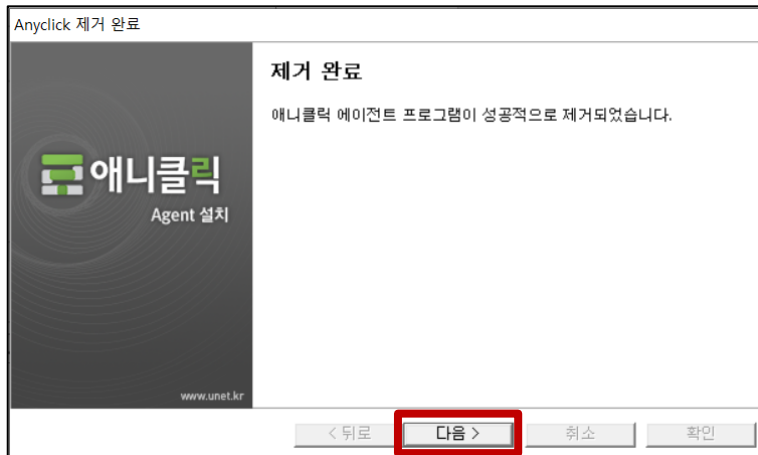 Anyclick 제거 완료
제거 완료
애니클릭 에이전트 프로그램이 성공적으로 제거되었습니다.
애니클릭
Agent 설치
www.unet.kr
< 뒤로 다음 > 취소 확인